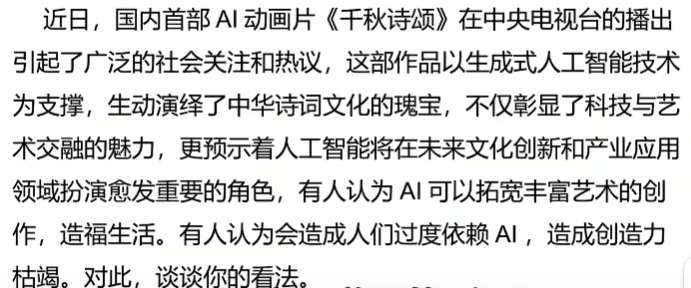 近日，国内首部 AI 动画片《千秋诗颂》在中央电视台的播出
引起了广泛的社会关注和热议，这部作品以生成式人工智能技术
为支撑，生动演绎了中华诗词文化的瑰宝，不仅彰显了科技与艺
术交融的魅力，更预示着人工智能将在未来文化创新和产业应用
领域扮演愈发重要的角色，有人认为 AI 可以拓宽丰富艺术的创
作，造福生活。有人认为会造成人们过度依赖 AI ，造成创造力
枯竭。对此，谈谈你的看法。